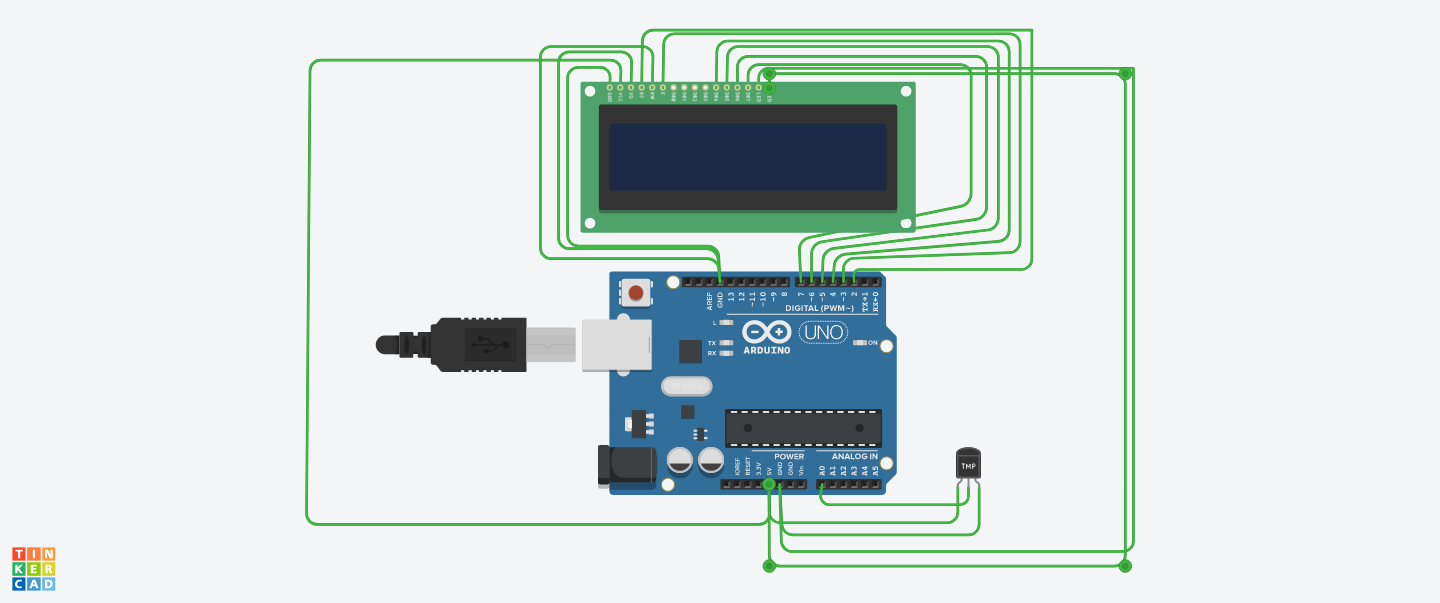 GND VCC V0 RS RW E DB0 DB1 DB2 DB3 DB4 DB5 DB6 DB7 LED LED
AREF GND 13 12 ~11 ~10 ~9 8 7 ~6 ~5 4 ~3 2 TX→1 RX←0
DIGITAL (PWM~)
L
TX
RX
ARDUINO
UNO
ON
POWER ANALOG IN
IOREF RESET 3.3V 5V GND GND Vin A0 A1 A2 A3 A4 A5
TMP
TIN
KER
CAD